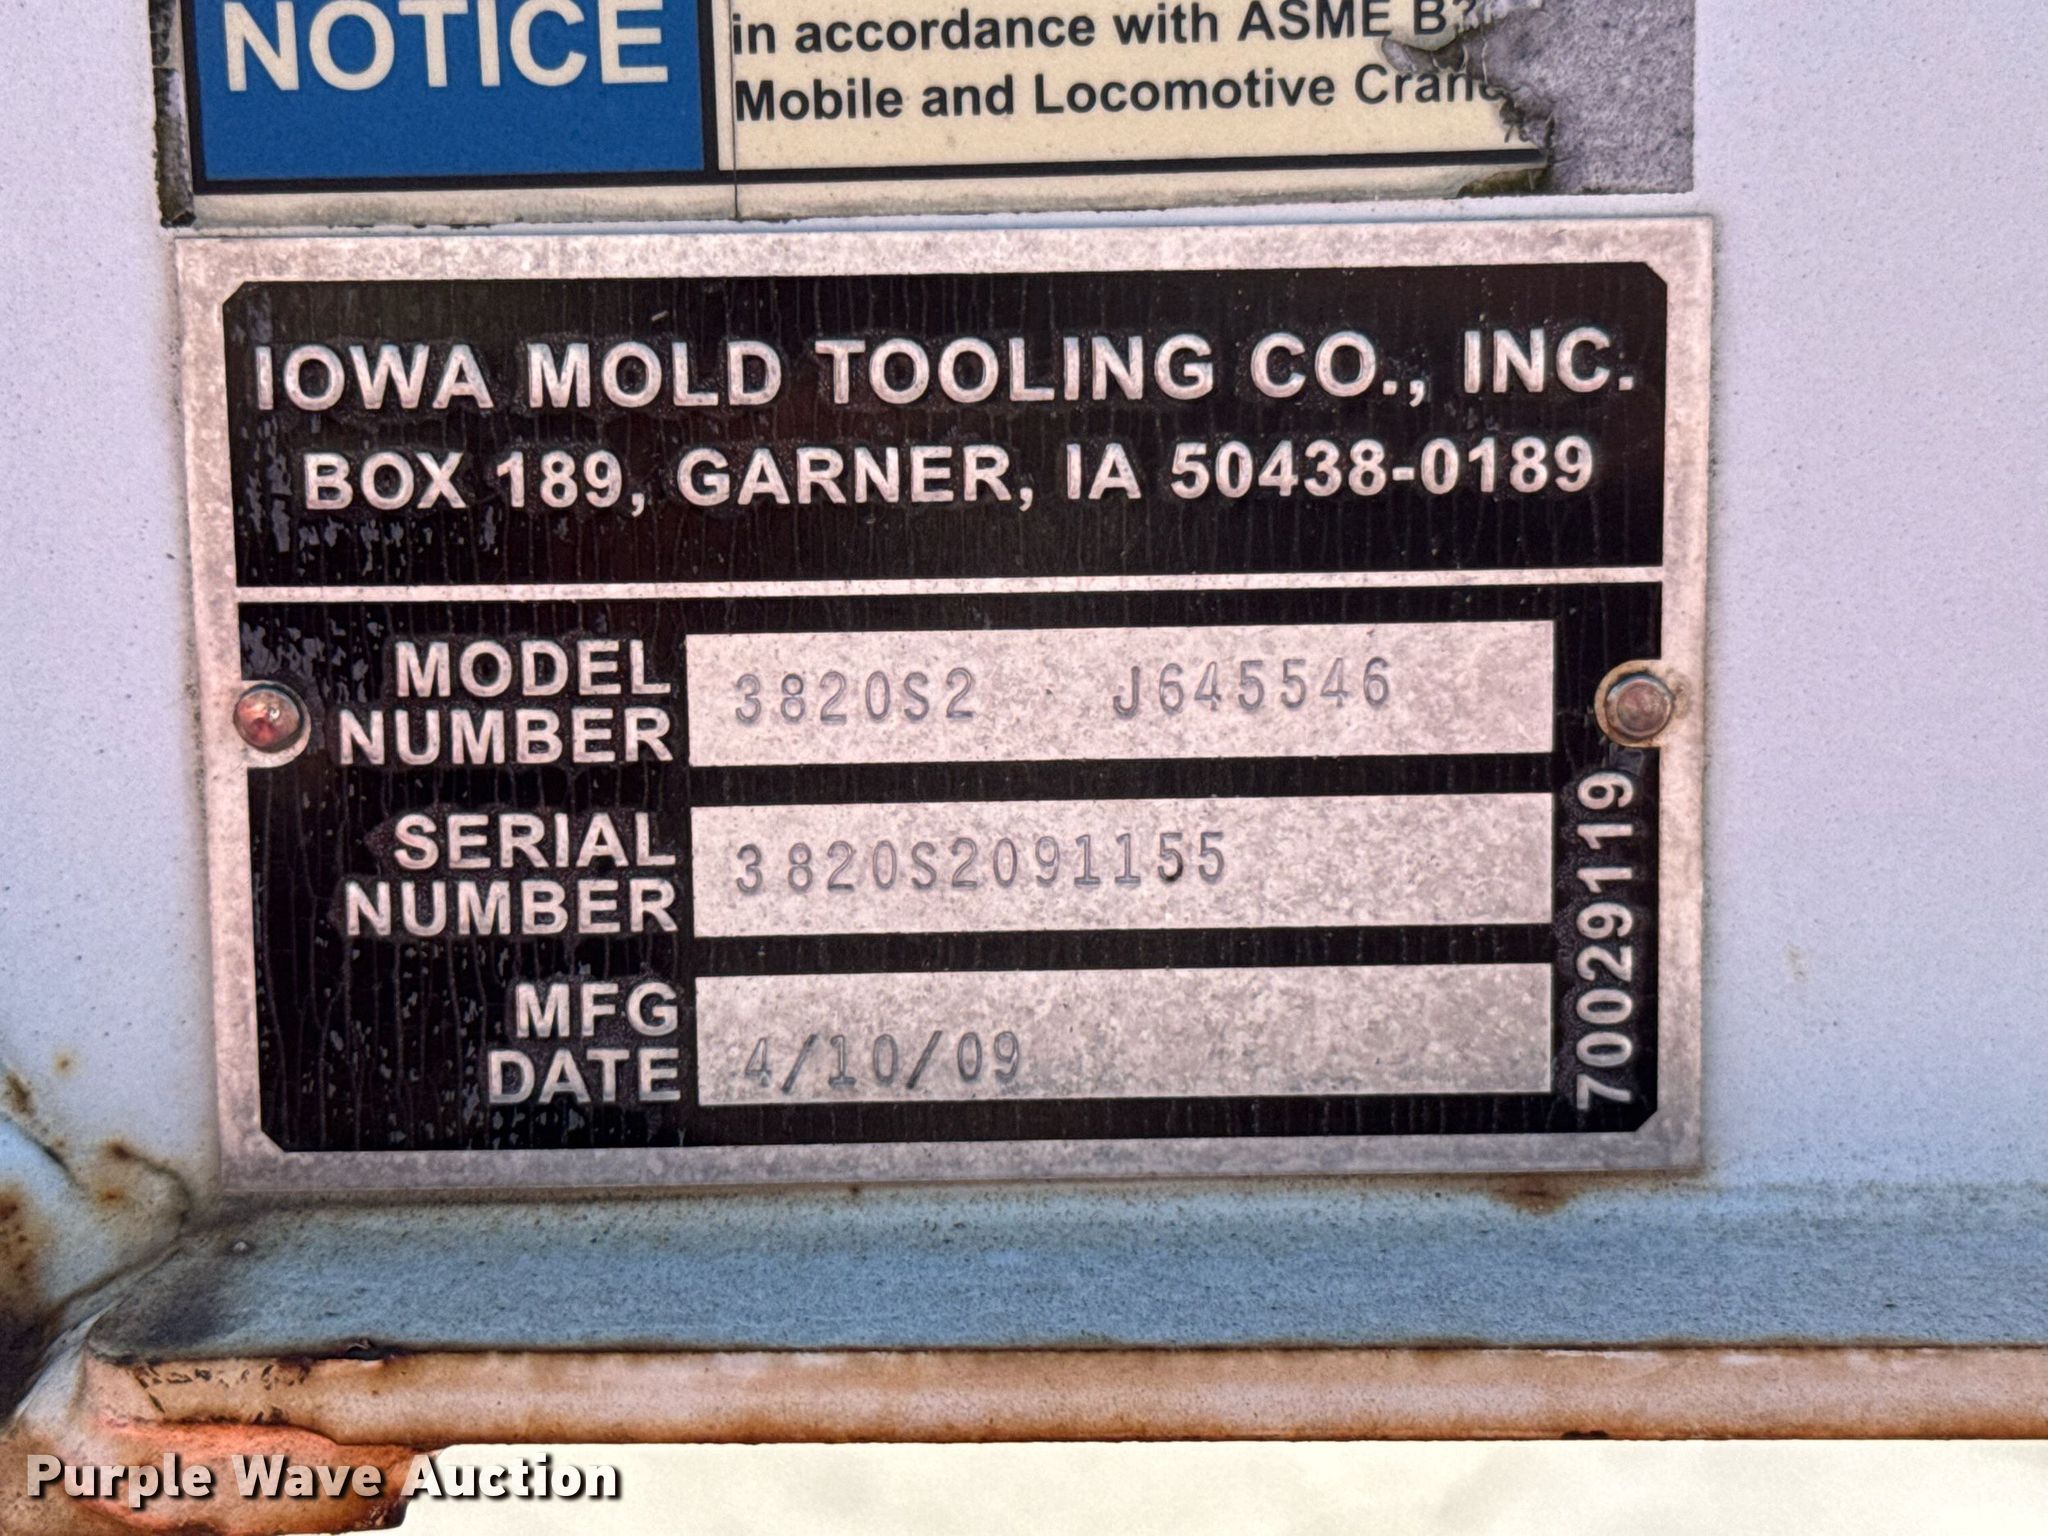 NOTICE
in accordance with ASME
Mobile and Locomotive
IOWA MOLD TOOLING CO., INC.
BOX 189, GARNER, IA 50438-0189
MODEL NUMBER 3820S2 J645546
SERIAL NUMBER 3820S2091155
MFG DATE 4/10/09
70029119
Purple Wave Auction